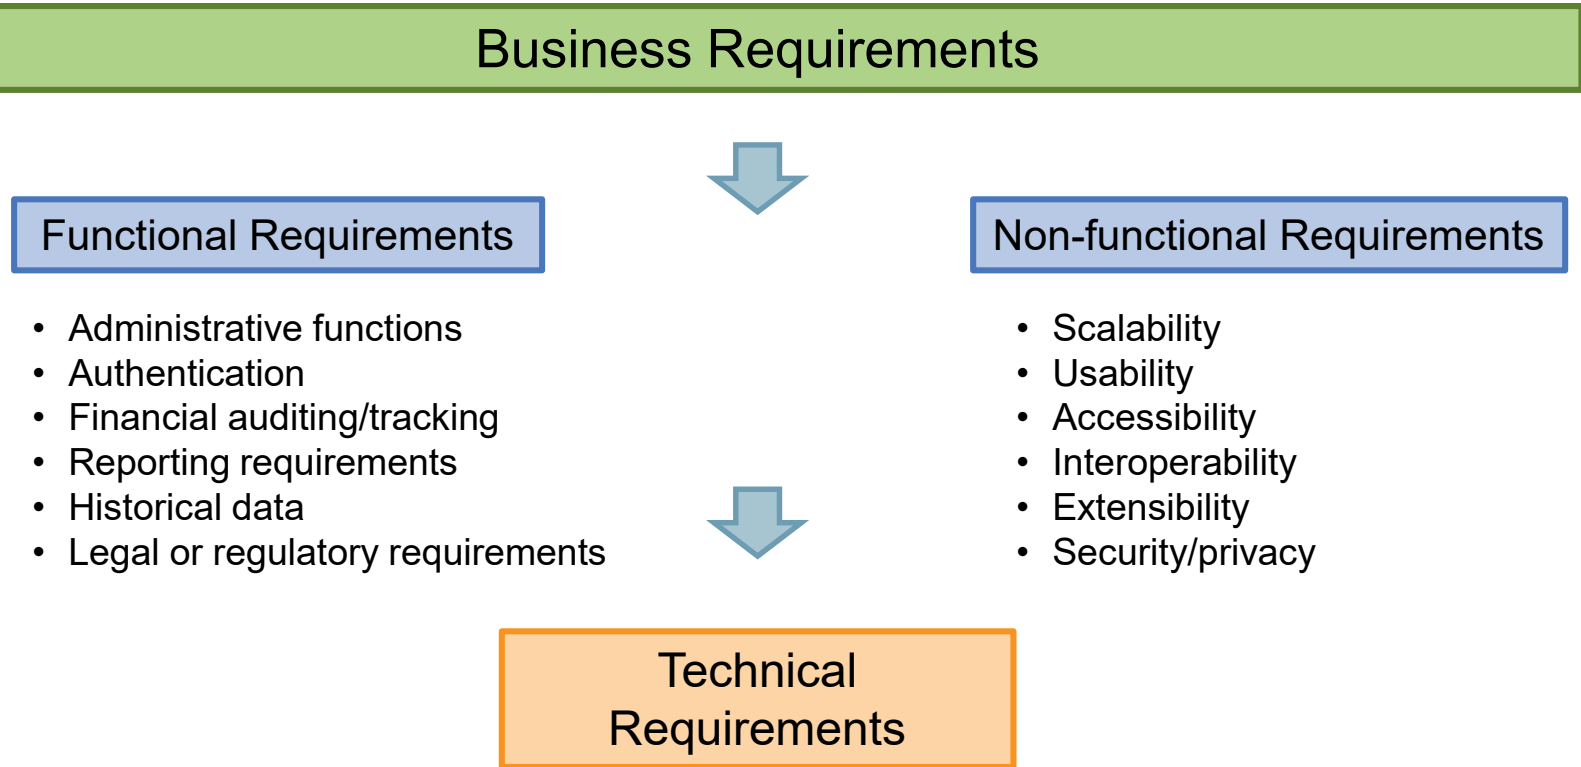 Business Requirements
Functional Requirements
• Administrative functions
• Authentication
• Financial auditing/tracking
• Reporting requirements
• Historical data
• Legal or regulatory requirements
Non-functional Requirements
• Scalability
• Usability
• Accessibility
• Interoperability
• Extensibility
• Security/privacy
Technical
Requirements